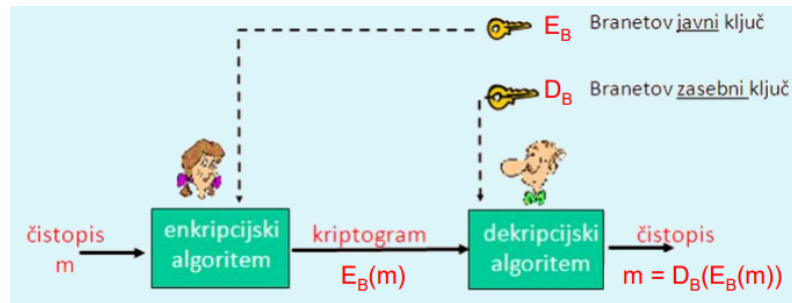 E_B Branetov javni ključ
D_B Branetov zasebni ključ
čistopis
m
enkripcijski
algoritem
kriptogram
E_B(m)
dekripcijski
algoritem
čistopis
m = D_B(E_B(m))